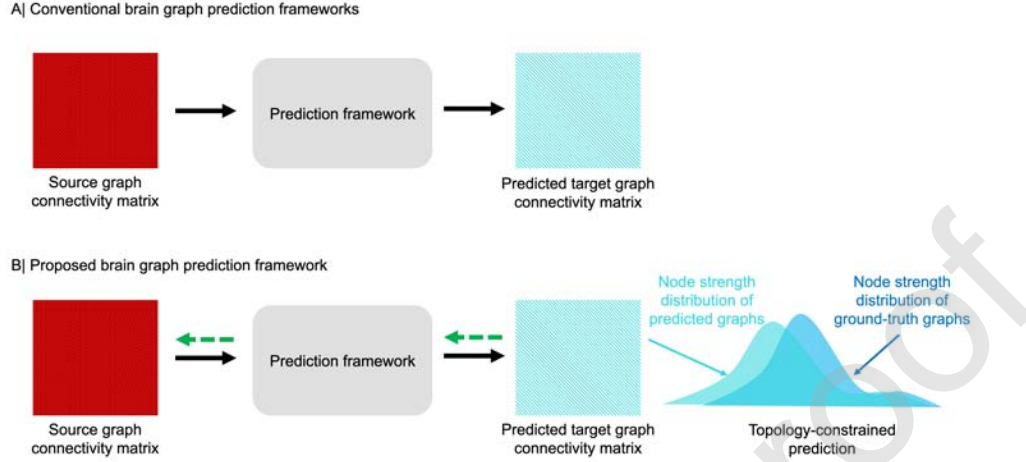 A| Conventional brain graph prediction frameworks
Prediction framework
Source graph
connectivity matrix
Predicted target graph
connectivity matrix
B| Proposed brain graph prediction framework
Node strength
distribution of
predicted graphs
Node strength
distribution of
ground-truth graphs
Prediction framework
Source graph
connectivity matrix
Predicted target graph
connectivity matrix
Topology-constrained
prediction
roof